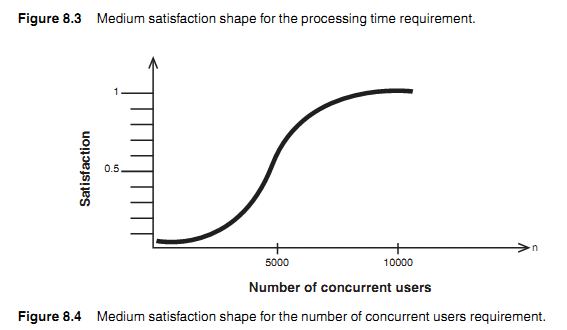 Figure 8.3 Medium satisfaction shape for the processing time requirement.
1
0.5
Satisfaction
n
5000 10000
Number of concurrent users
Figure 8.4 Medium satisfaction shape for the number of concurrent users requirement.